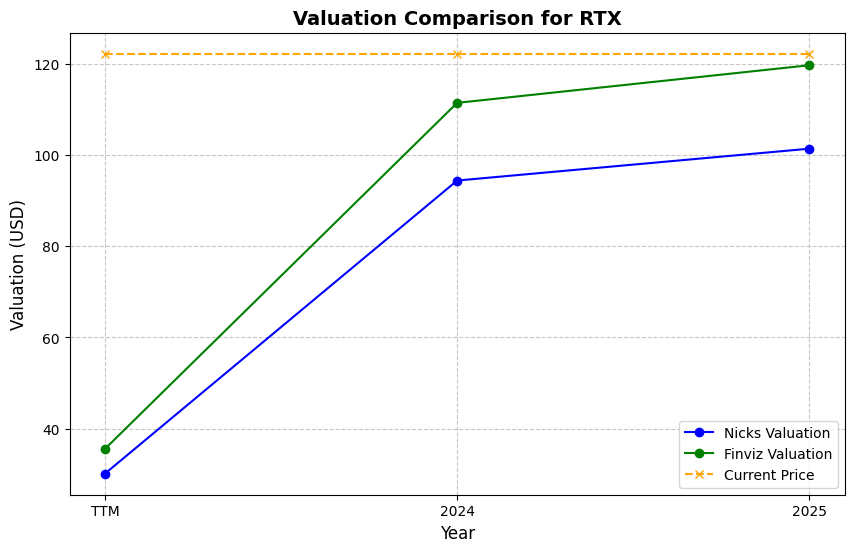 Valuation Comparison for RTX
Valuation (USD)
120
100
80
60
40
TTM
2024
2025
Year
Nicks Valuation
Finviz Valuation
Current Price